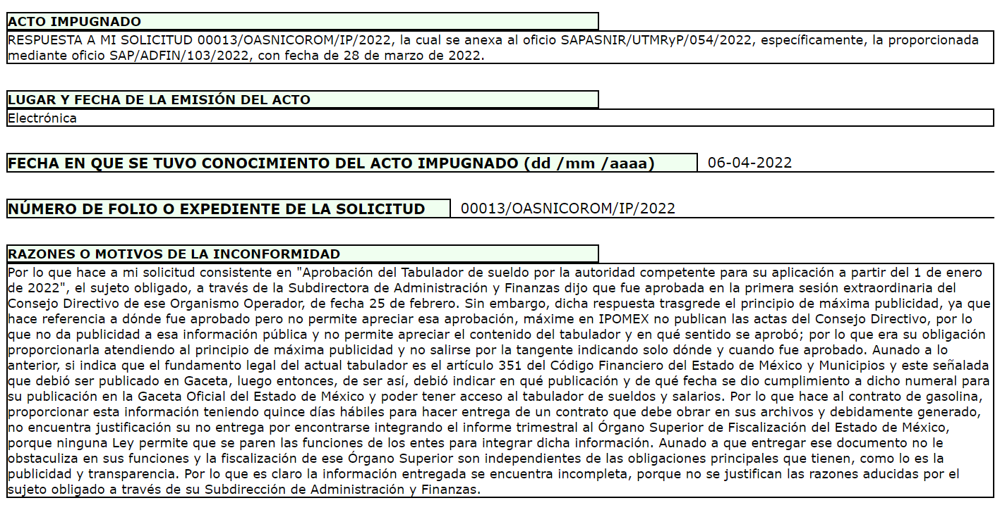 ACTO IMPUGNADO
RESPUESTA A MI SOLICITUD 00013/OASNICOROM/IP/2022, la cual se anexa al oficio SAPASNIR/UTMRyP/054/2022, específicamente, la proporcionada
mediante oficio SAP/ADFIN/103/2022, con fecha de 28 de marzo de 2022.
LUGAR Y FECHA DE LA EMISIÓN DEL ACTO
Electrónica
FECHA EN QUE SE TUVO CONOCIMIENTO DEL ACTO IMPUGNADO (dd /mm /aaaa) 06-04-2022
NÚMERO DE FOLIO O EXPEDIENTE DE LA SOLICITUD 00013/OASNICOROM/IP/2022
RAZONES O MOTIVOS DE LA INCONFORMIDAD
Por lo que hace a mi solicitud consistente en "Aprobación del Tabulador de sueldo por la autoridad competente para su aplicación a partir del 1 de enero
de 2022", el sujeto obligado, a través de la Subdirectora de Administración y Finanzas dijo que fue aprobada en la primera sesión extraordinaria del
Consejo Directivo de ese Organismo Operador, de fecha 25 de febrero. Sin embargo, dicha respuesta trasgrede el principio de máxima publicidad, ya que
hace referencia a dónde fue aprobado pero no permite apreciar esa aprobación, máxime en IPOMEX no publican las actas del Consejo Directivo, por lo
que no da publicidad a esa información pública y no permite apreciar el contenido del tabulador y en qué sentido se aprobó; por lo que era su obligación
proporcionarla atendiendo al principio de máxima publicidad y no salirse por la tangente indicando solo dónde y cuando fue aprobado. Aunado a lo
anterior, si indica que el fundamento legal del actual tabulador es el artículo 351 del Código Financiero del Estado de México y Municipios y este señalada
que debió ser publicado en Gaceta, luego entonces, de ser así, debió indicar en qué publicación y de qué fecha se dio cumplimiento a dicho numeral para
su publicación en la Gaceta Oficial del Estado de México y poder tener acceso al tabulador de sueldos y salarios. Por lo que hace al contrato de gasolina,
proporcionar esta información teniendo quince días hábiles para hacer entrega de un contrato que debe obrar en sus archivos y debidamente generado,
no encuentra justificación su no entrega por encontrarse integrando el informe trimestral al Órgano Superior de Fiscalización del Estado de México,
porque ninguna Ley permite que se paren las funciones de los entes para integrar dicha información. Aunado a que entregar ese documento no le
obstaculiza en sus funciones y la fiscalización de ese Órgano Superior son independientes de las obligaciones principales que tienen, como lo es la
publicidad y transparencia. Por lo que es claro la información entregada se encuentra incompleta, porque no se justifican las razones aducidas por el
sujeto obligado a través de su Subdirección de Administración y Finanzas.